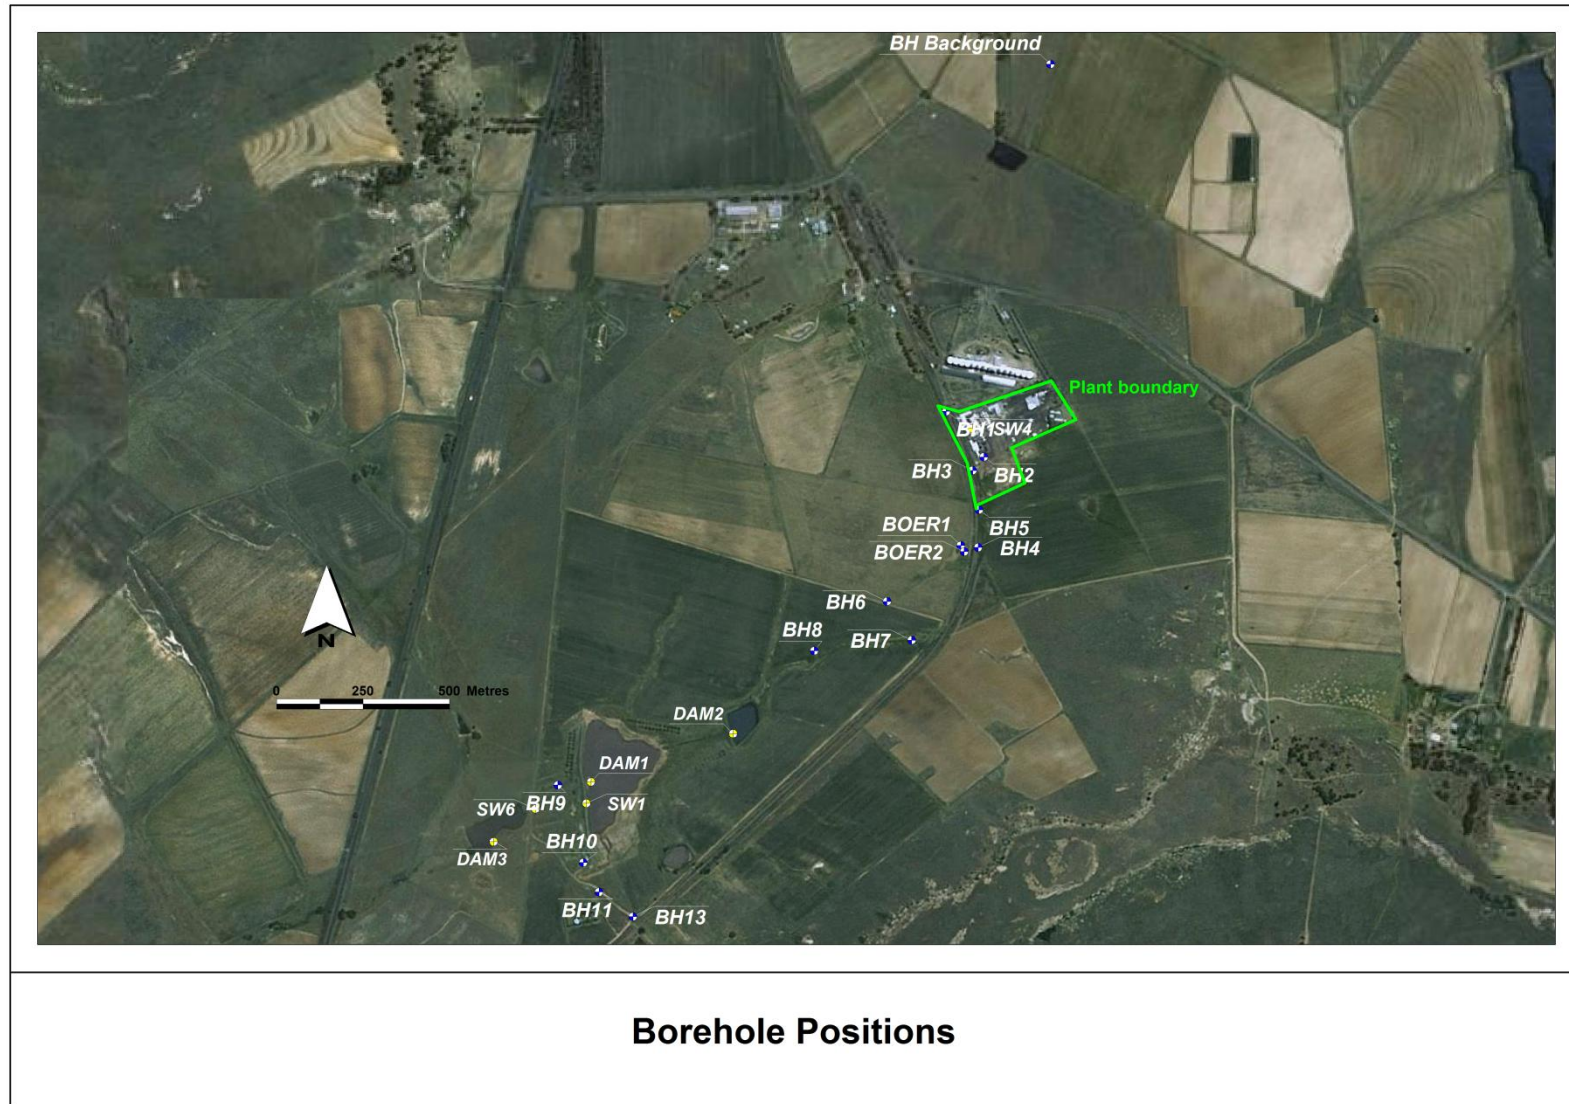 BH Background
Plant boundary
BH1
SW4
BH3
BH2
BOER1
BH5
BOER2
BH4
BH6
BH8
BH7
0 250 500 Metres
N
DAM2
DAM1
SW6
BH9
SW1
BH10
DAM3
BH11
BH13
Borehole Positions